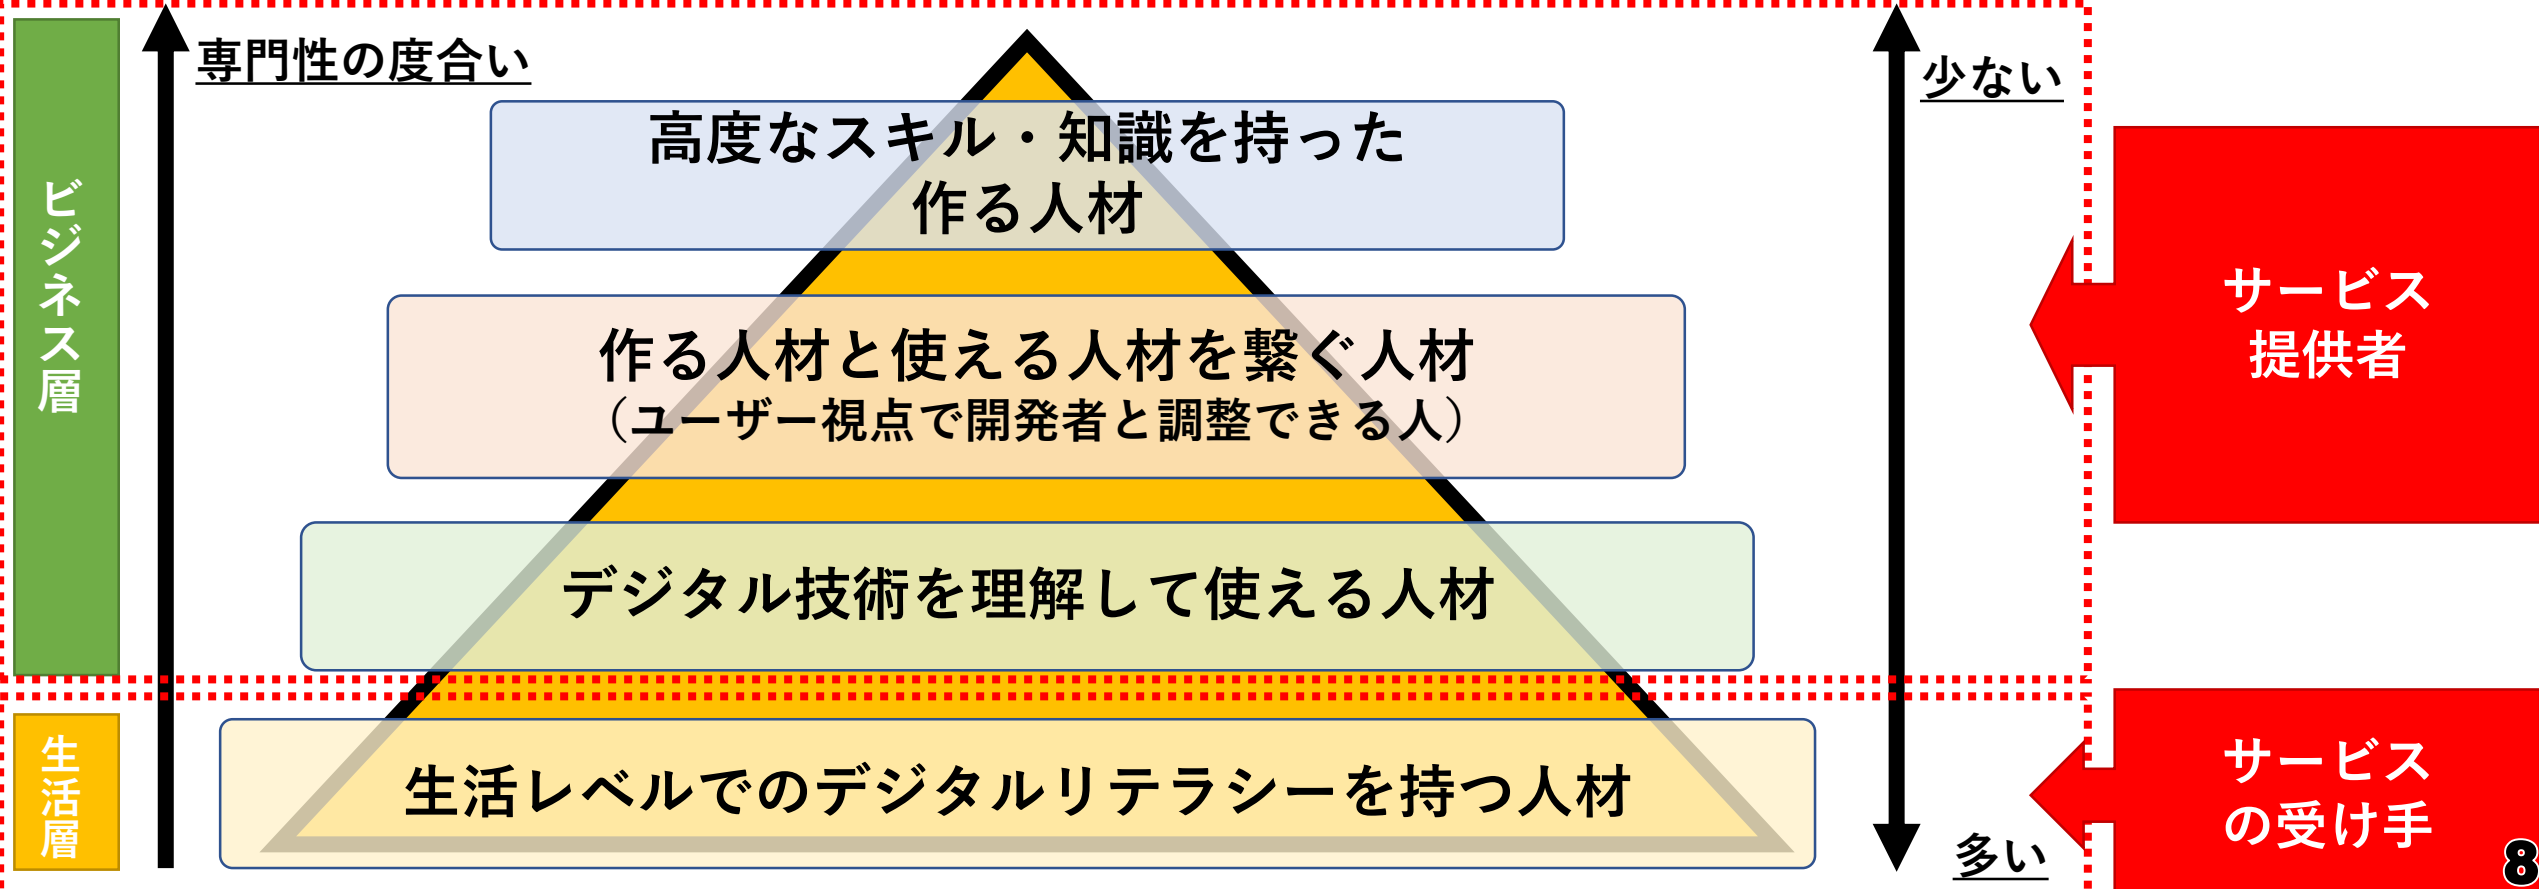 専門性の度合い
少ない
ビジネス層
高度なスキル・知識を持った
作る人材
作る人材と使える人材を繋ぐ人材
（ユーザー視点で開発者と調整できる人）
デジタル技術を理解して使える人材
サービス
提供者
生活層
生活レベルでのデジタルリテラシーを持つ人材
多い
サービス
の受け手
8